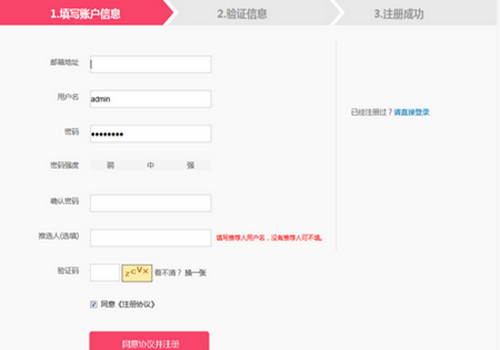 1.填写账户信息
2.验证信息
3.注册成功
邮箱地址
用户名 admin
密码 ••••••••
密码强度 弱 中 强
确认密码
推选人(选填) 填写推荐人用户名，没有推荐人可不填。
验证码 zcVx 看不清？ 换一张
同意《注册协议》
同意协议并注册
已经注册过？请直接登录